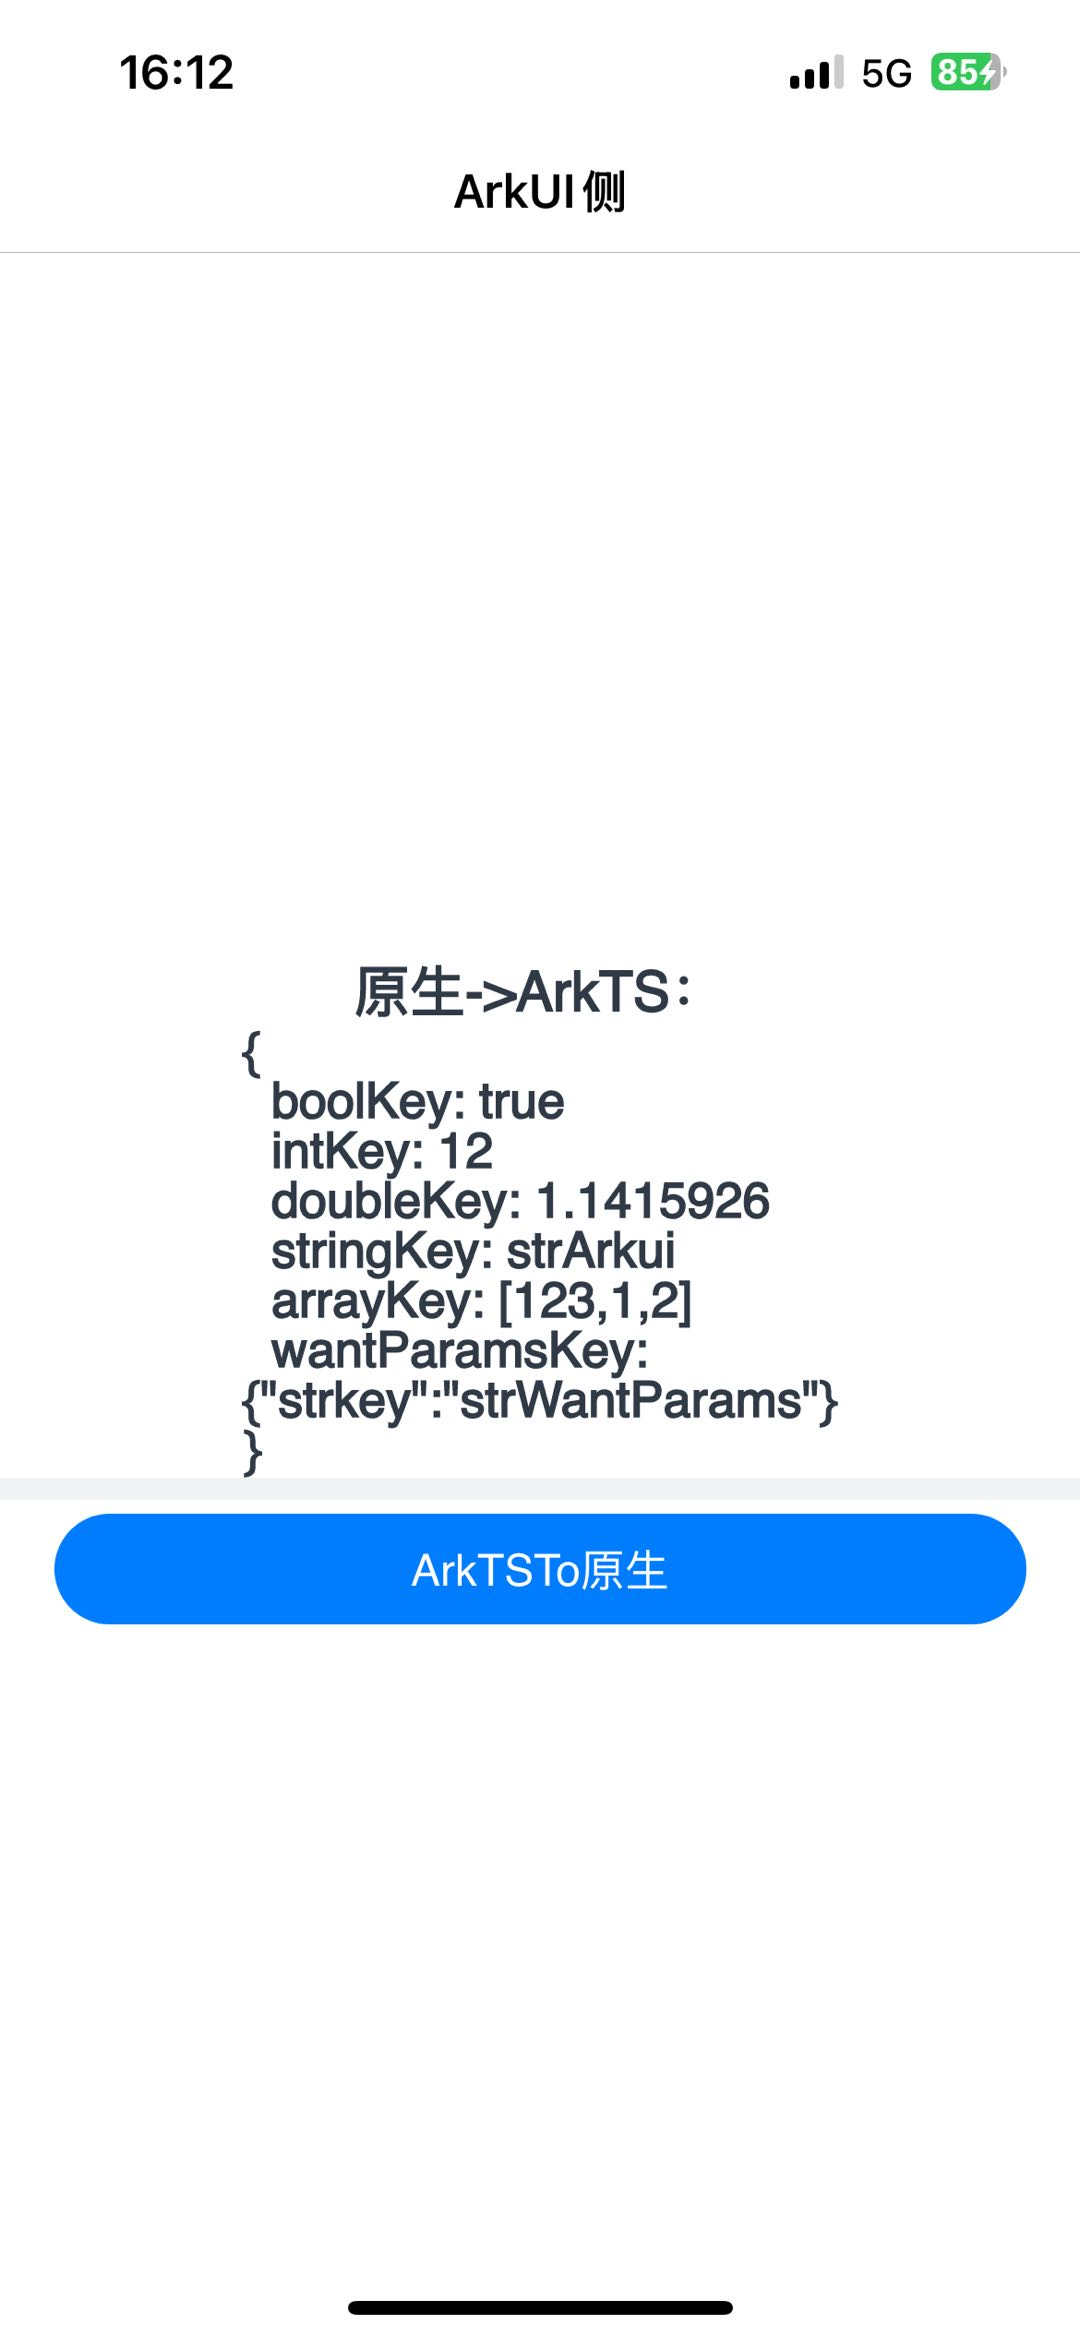 16:12
5G
85
ArkUI侧
原生->ArkTS：
{
boolKey: true
intKey: 12
doubleKey: 1.1415926
stringKey: strArkui
arrayKey: [123,1,2]
wantParamsKey:
{"strkey":"strWantParams"}
}
ArkTSTo原生